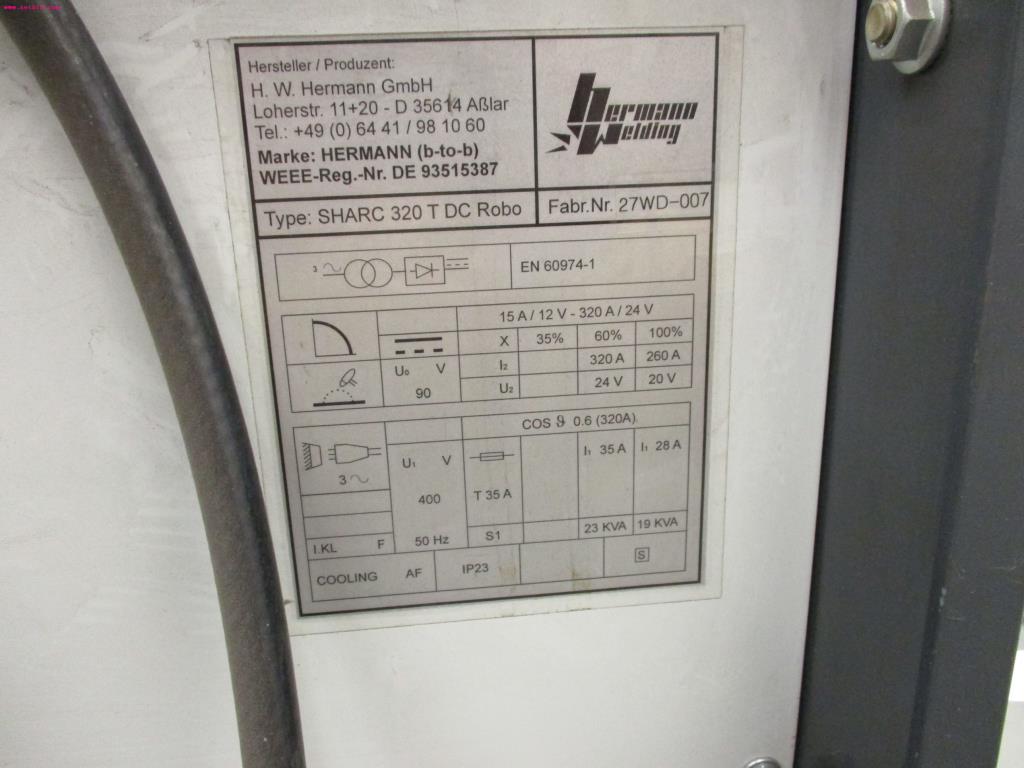 www.netbid.com
Hersteller / Produzent:
H. W. Hermann GmbH
Loherstr. 11+20 - D 35614 Aßlar
Tel.: +49 (0) 64 41 / 98 10 60
Marke: HERMANN (b-to-b)
WEEE-Reg.-Nr. DE 93515387
hermann
Welding
Type: SHARC 320 T DC Robo
Fabr.Nr. 27WD-007
3
EN 60974-1
15 A / 12 V - 320 A / 24 V
X 35% 60% 100%
U₀ V
I₂ 320 A 260 A
90
U₂ 24 V 20 V
COS ϑ 0.6 (320A)
3
U₁ V
I₁ 35 A
I₁ 28 A
400
T 35 A
I.KL F
50 Hz
S1
23 KVA
19 KVA
COOLING AF
IP23
S